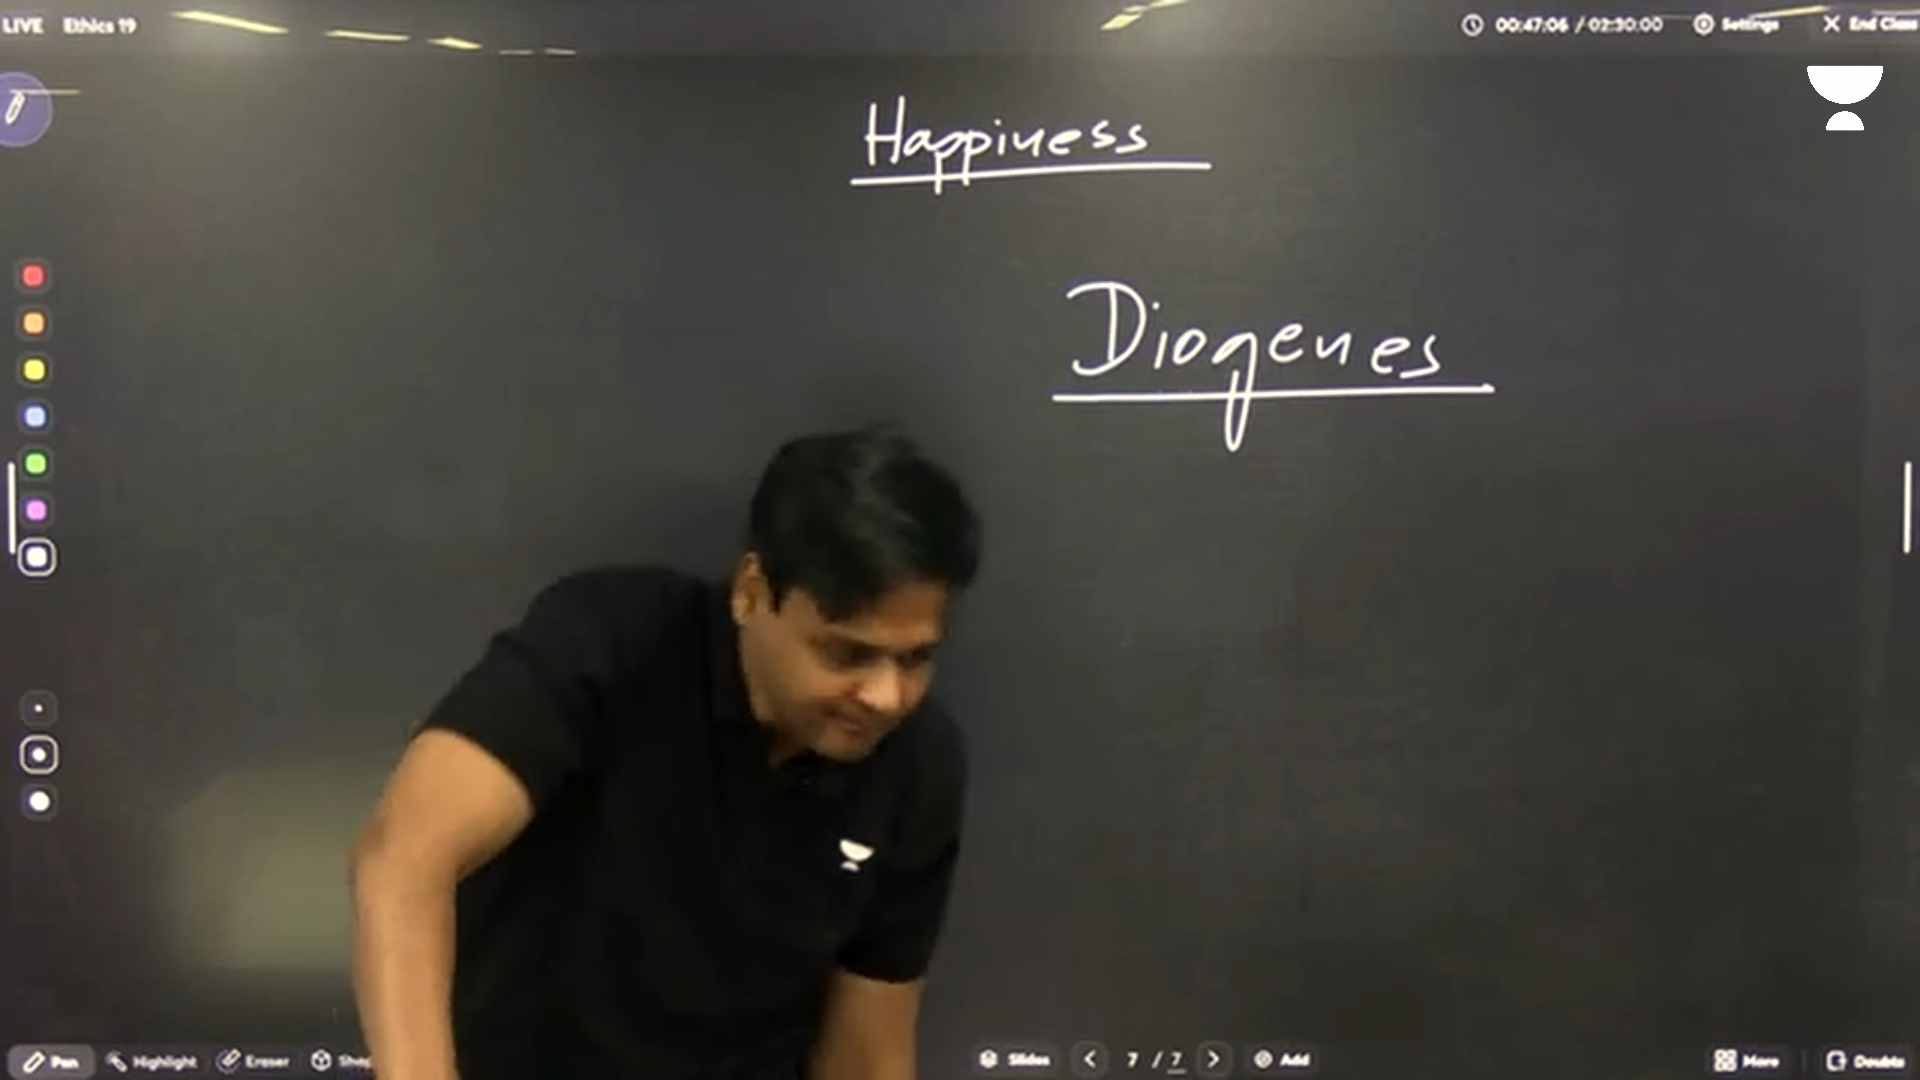 LIVE Ethics 19
00:47:06 / 02:30:00 Settings End Class
Happiness
Diogenes
Pen Highlight Eraser
Slides 7 / 7 Add
More Doubts